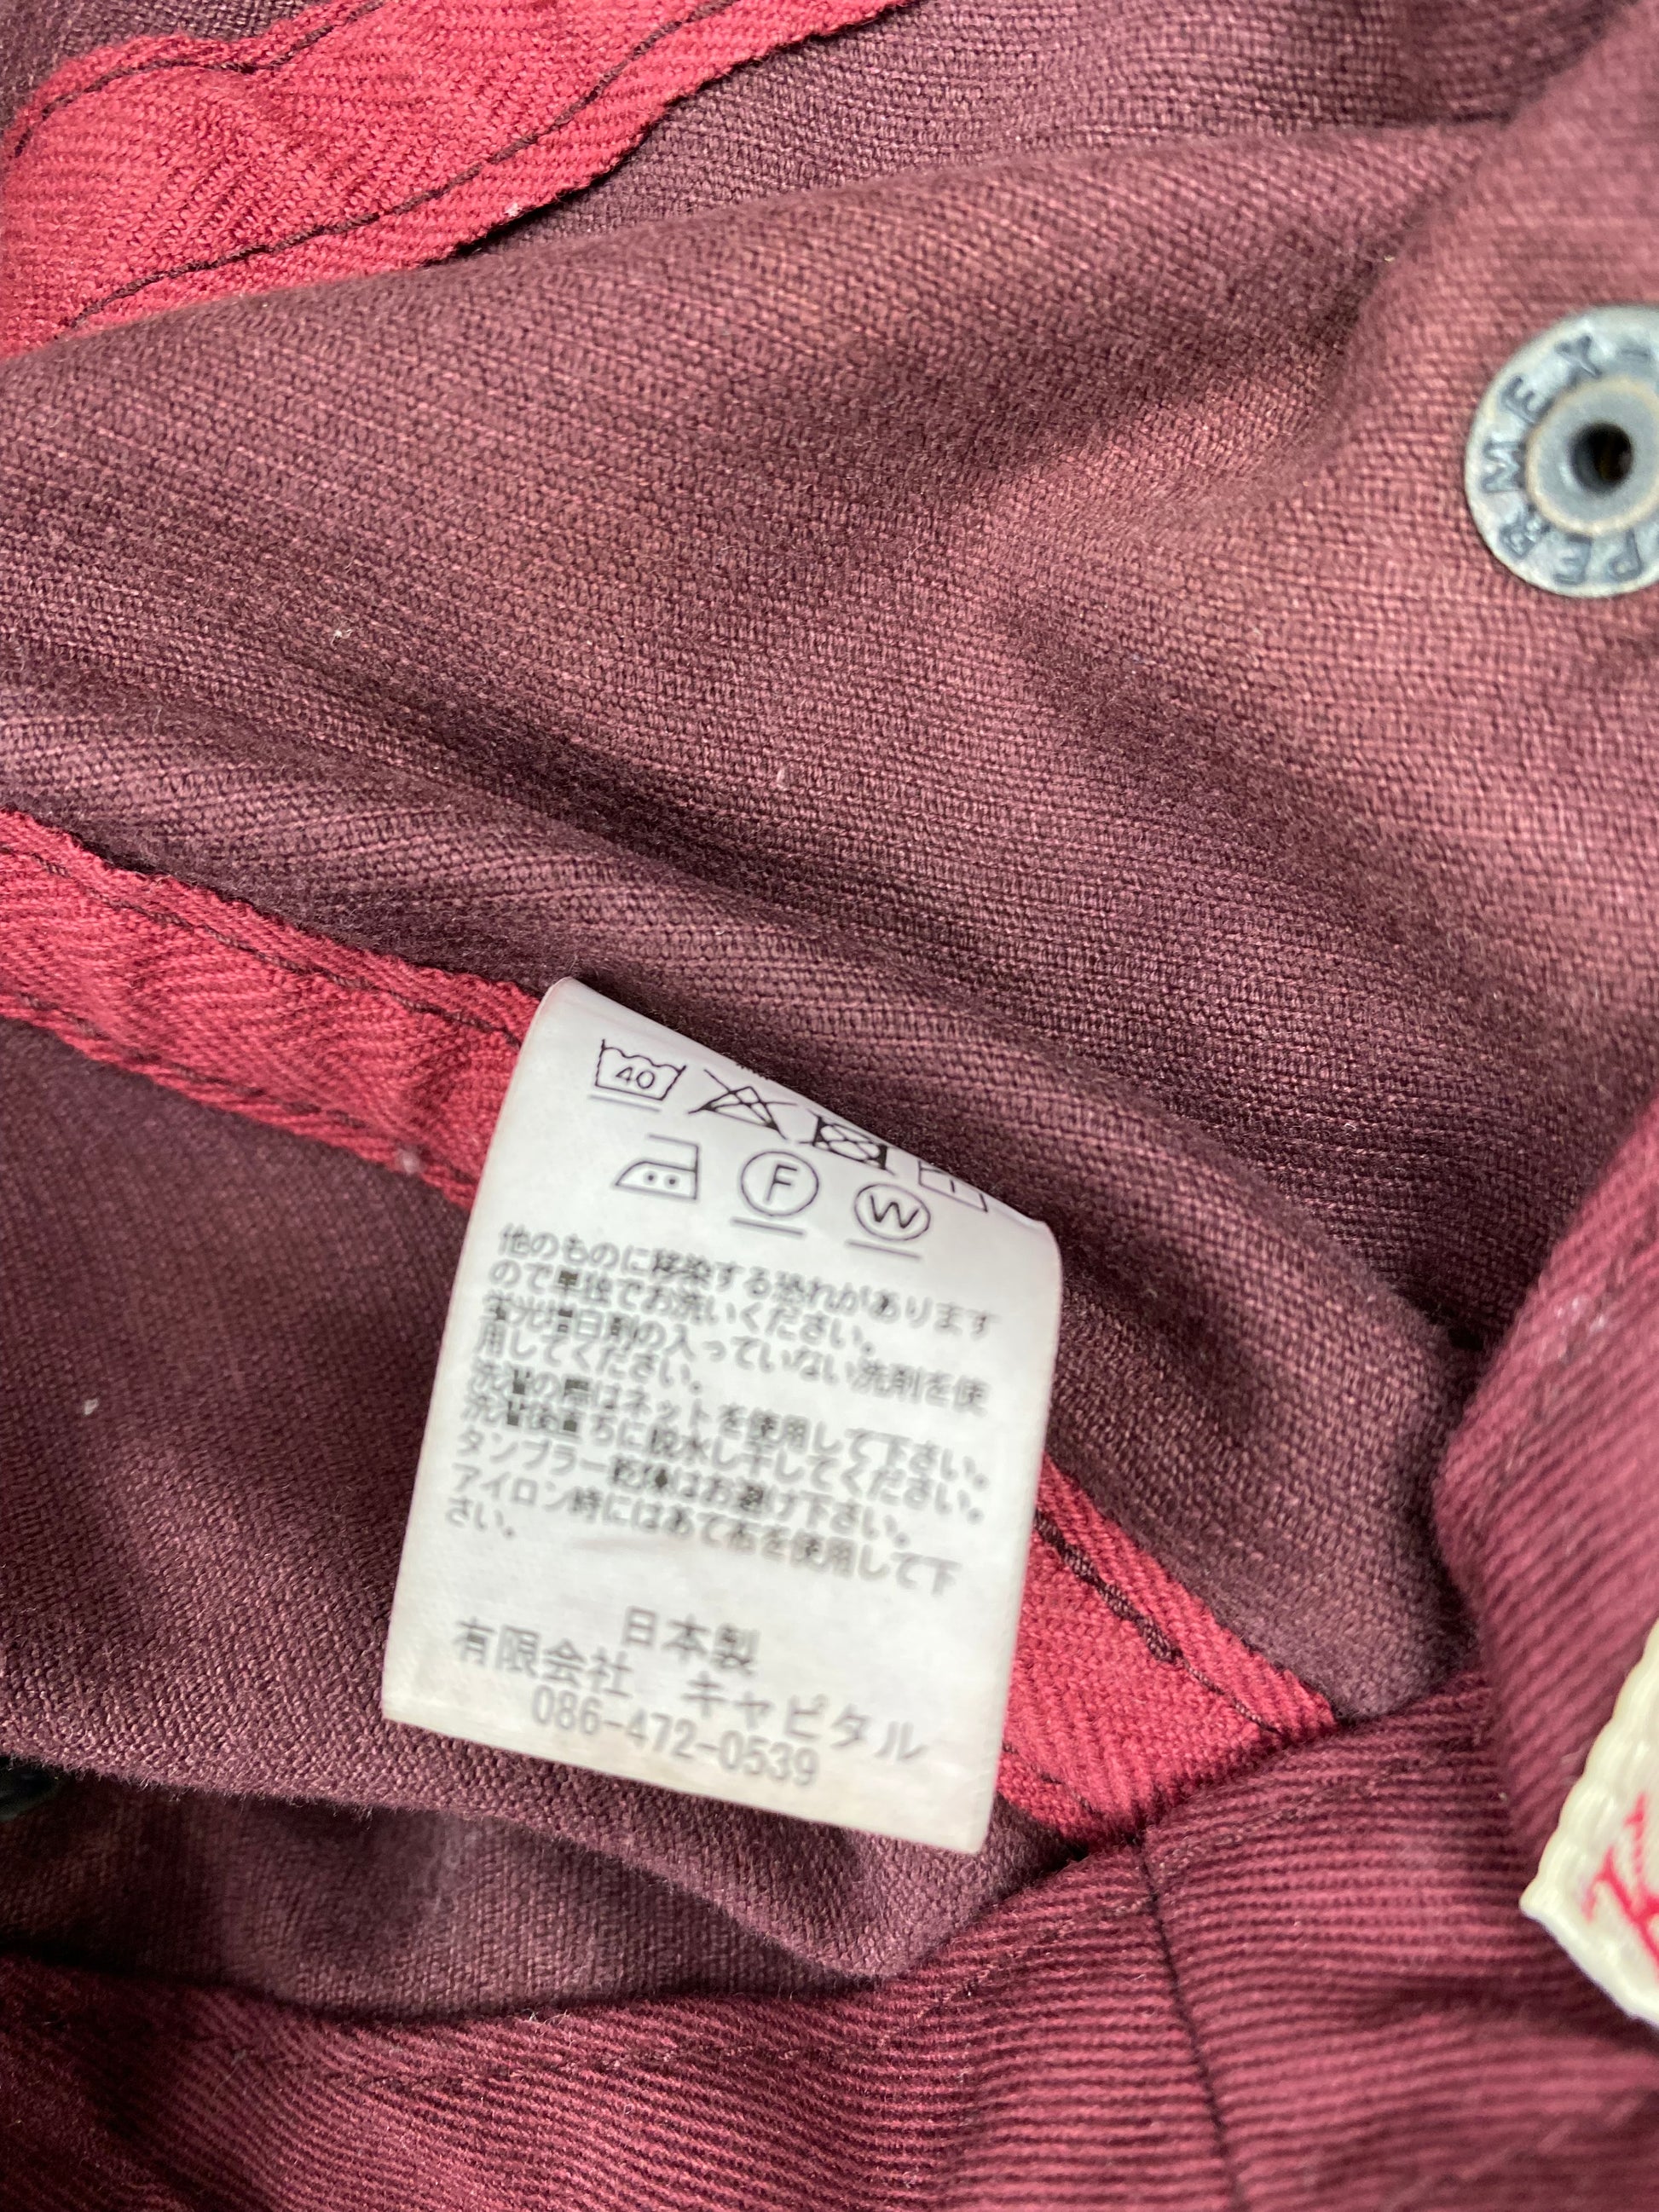 PERMEX
40
F W
他のものに移染する恐れがあります
ので単独でお洗いください。
蛍光増白剤の入っていない洗剤を使
用してください。
洗濯の際はネットを使用して下さい。
洗濯後直ちに脱水し干してください。
タンブラー乾燥はお避け下さい。
アイロン時にはあて布を使用して下
さい。
日本製
有限会社 キャピタル
086-472-0539